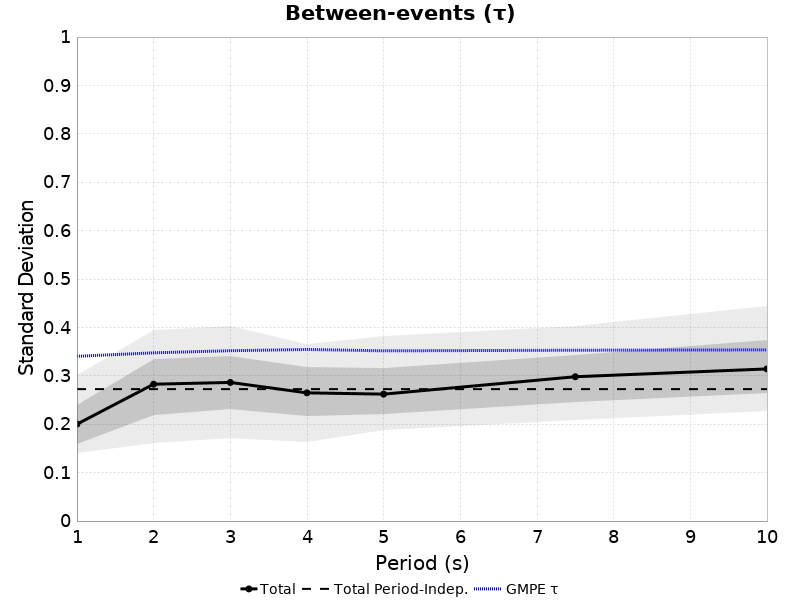 Between-events (τ)
1
0.9
0.8
0.7
0.6
0.5
0.4
0.3
0.2
0.1
0
Standard Deviation
1 2 3 4 5 6 7 8 9 10
Period (s)
Total Total Period-Indep. GMPE τ